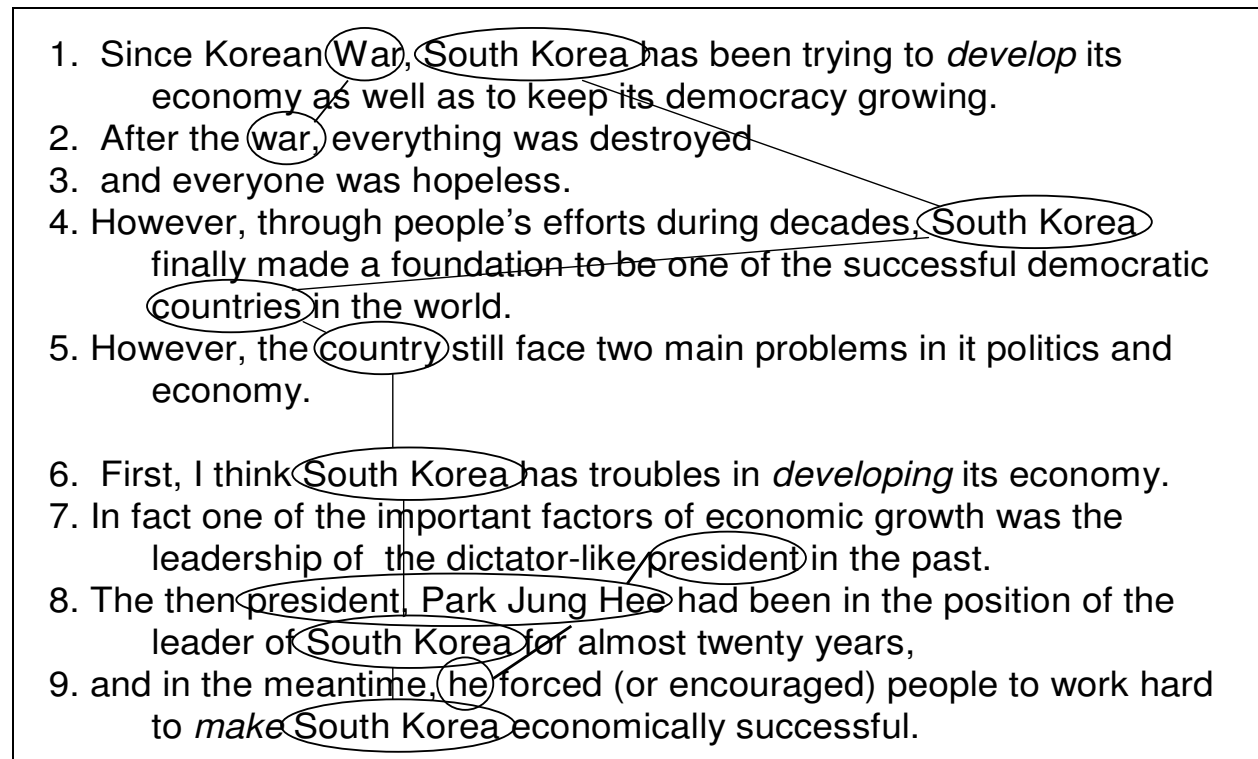 1. Since Korean War, South Korea has been trying to develop its
economy as well as to keep its democracy growing.
2. After the war, everything was destroyed
3. and everyone was hopeless.
4. However, through people’s efforts during decades, South Korea
finally made a foundation to be one of the successful democratic
countries in the world.
5. However, the country still face two main problems in it politics and
economy.
6. First, I think South Korea has troubles in developing its economy.
7. In fact one of the important factors of economic growth was the
leadership of the dictator-like president in the past.
8. The then president, Park Jung Hee had been in the position of the
leader of South Korea for almost twenty years,
9. and in the meantime, he forced (or encouraged) people to work hard
to make South Korea economically successful.